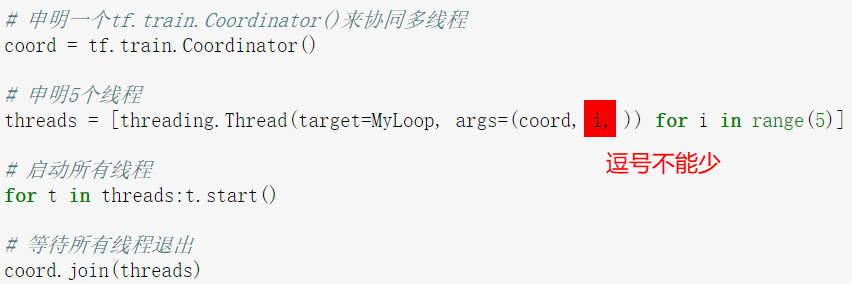 # 申明一个tf.train.Coordinator()来协同多线程
coord = tf.train.Coordinator()
# 申明5个线程
threads = [threading.Thread(target=MyLoop, args=(coord, i, )) for i in range(5)]
逗号不能少
# 启动所有线程
for t in threads:t.start()
# 等待所有线程退出
coord.join(threads)